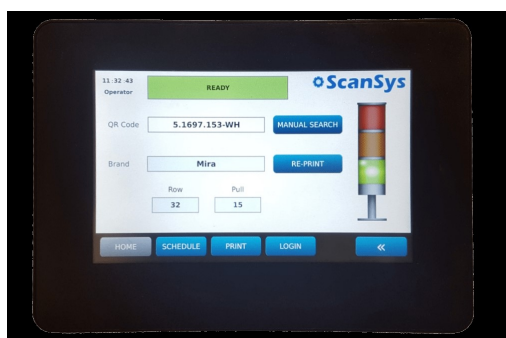 11:32:43
Operator
READY
ScanSys
QR Code
5.1697.153-WH
MANUAL SEARCH
Brand
Mira
RE-PRINT
Row
Pull
32
15
HOME
SCHEDULE
PRINT
LOGIN
«